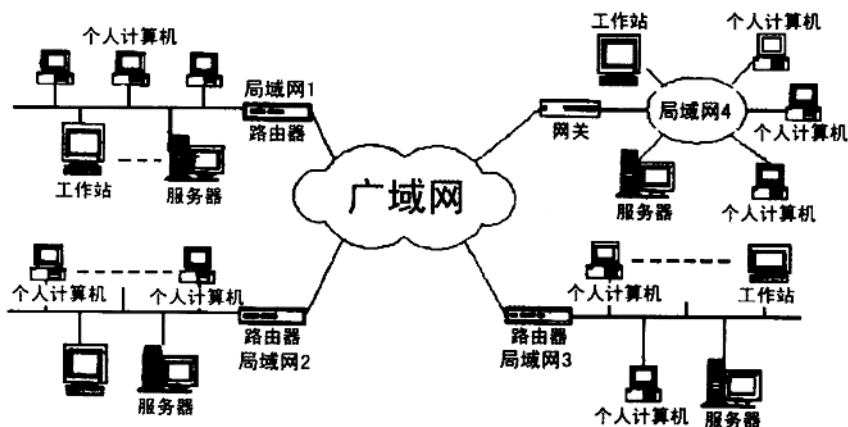 个人计算机
局域网1
路由器
工作站
服务器
工作站
个人计算机
网关
局域网4
个人计算机
服务器
个人计算机
广域网
个人计算机
个人计算机
路由器
局域网2
服务器
个人计算机
工作站
路由器
局域网3
个人计算机
服务器